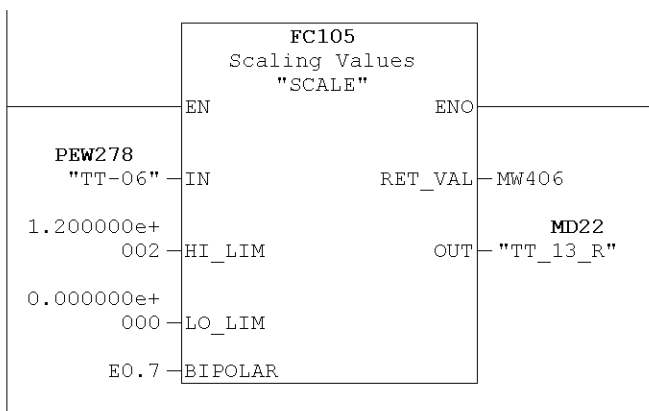 FC105
Scaling Values
"SCALE"
EN ENO
PEW278
"TT-06" IN RET_VAL MW406
1.200000e+ MD22
002 HI_LIM OUT "TT_13_R"
0.000000e+
000 LO_LIM
E0.7 BIPOLAR